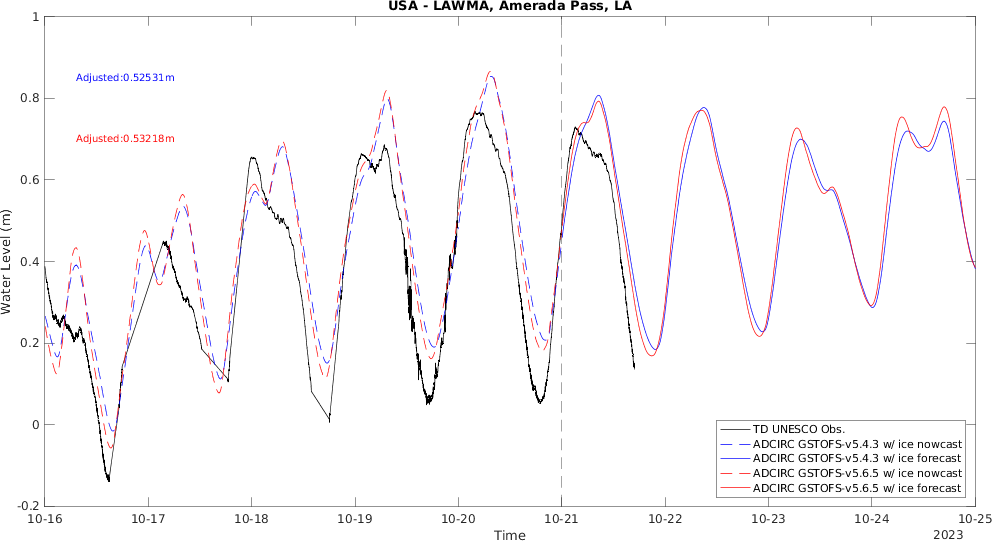 USA - LAWMA, Amerada Pass, LA
1
0.8
0.6
0.4
0.2
0
-0.2
Water Level (m)
Adjusted:0.52531m
Adjusted:0.53218m
TD UNESCO Obs.
ADCIRC GSTOFS-v5.4.3 w/ ice nowcast
ADCIRC GSTOFS-v5.4.3 w/ ice forecast
ADCIRC GSTOFS-v5.6.5 w/ ice nowcast
ADCIRC GSTOFS-v5.6.5 w/ ice forecast
10-16 10-17 10-18 10-19 10-20 10-21 10-22 10-23 10-24 10-25
Time
2023